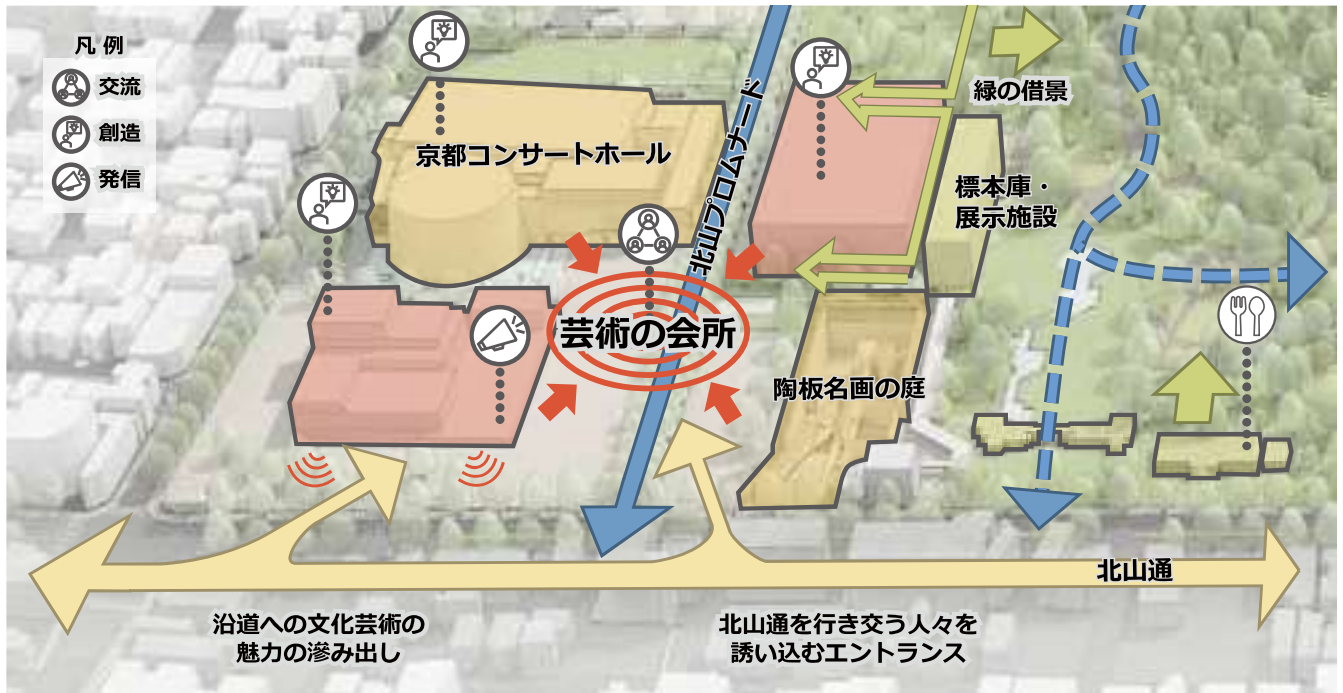 凡 例
交流
創造
発信
京都コンサートホール
北山プロムナード
緑の借景
標本庫・
展示施設
芸術の会所
陶板名画の庭
北山通
沿道への文化芸術の
魅力の滲み出し
北山通を行き交う人々を
誘い込むエントランス